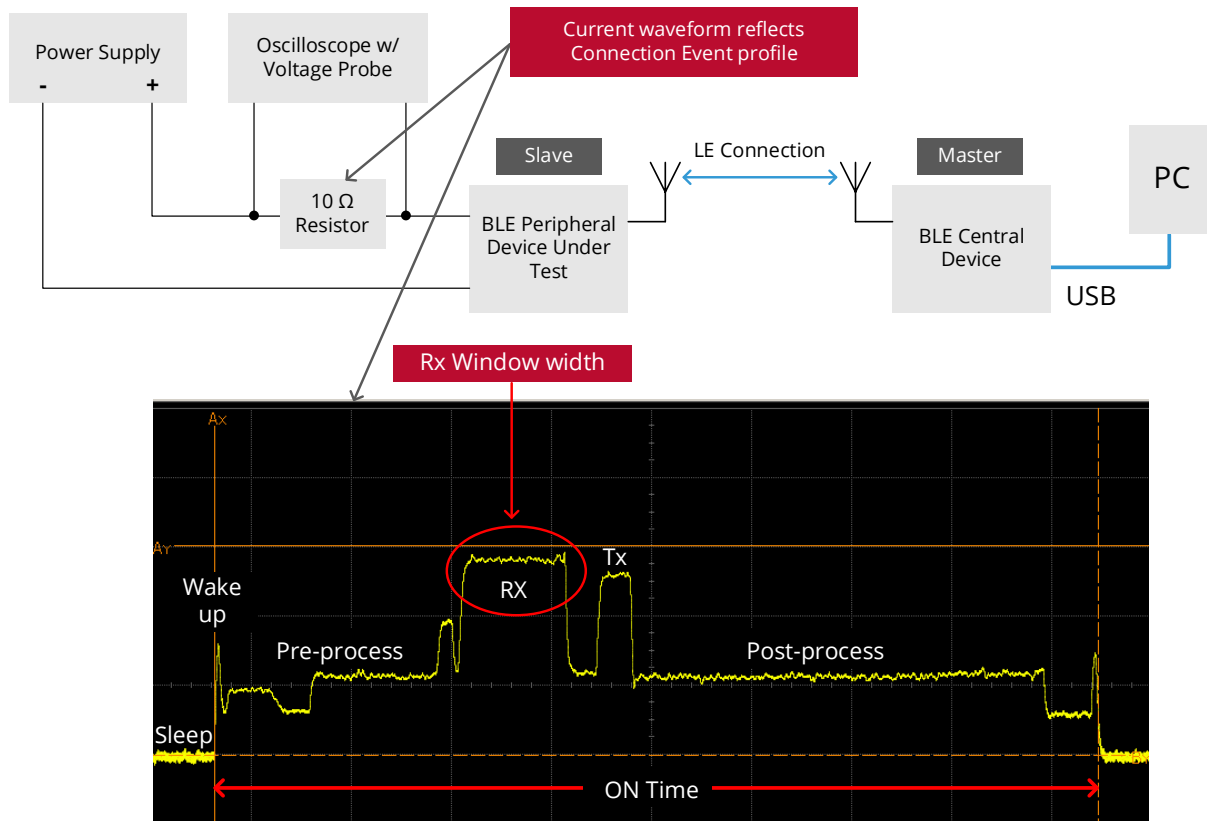 Power Supply
- +
Oscilloscope w/
Voltage Probe
Current waveform reflects
Connection Event profile
10 Ω
Resistor
Slave
BLE Peripheral
Device Under
Test
LE Connection
Master
BLE Central
Device
PC
USB
Rx Window width
Ax
Ay
Wake
up
Pre-process
RX
Tx
Post-process
Sleep
ON Time